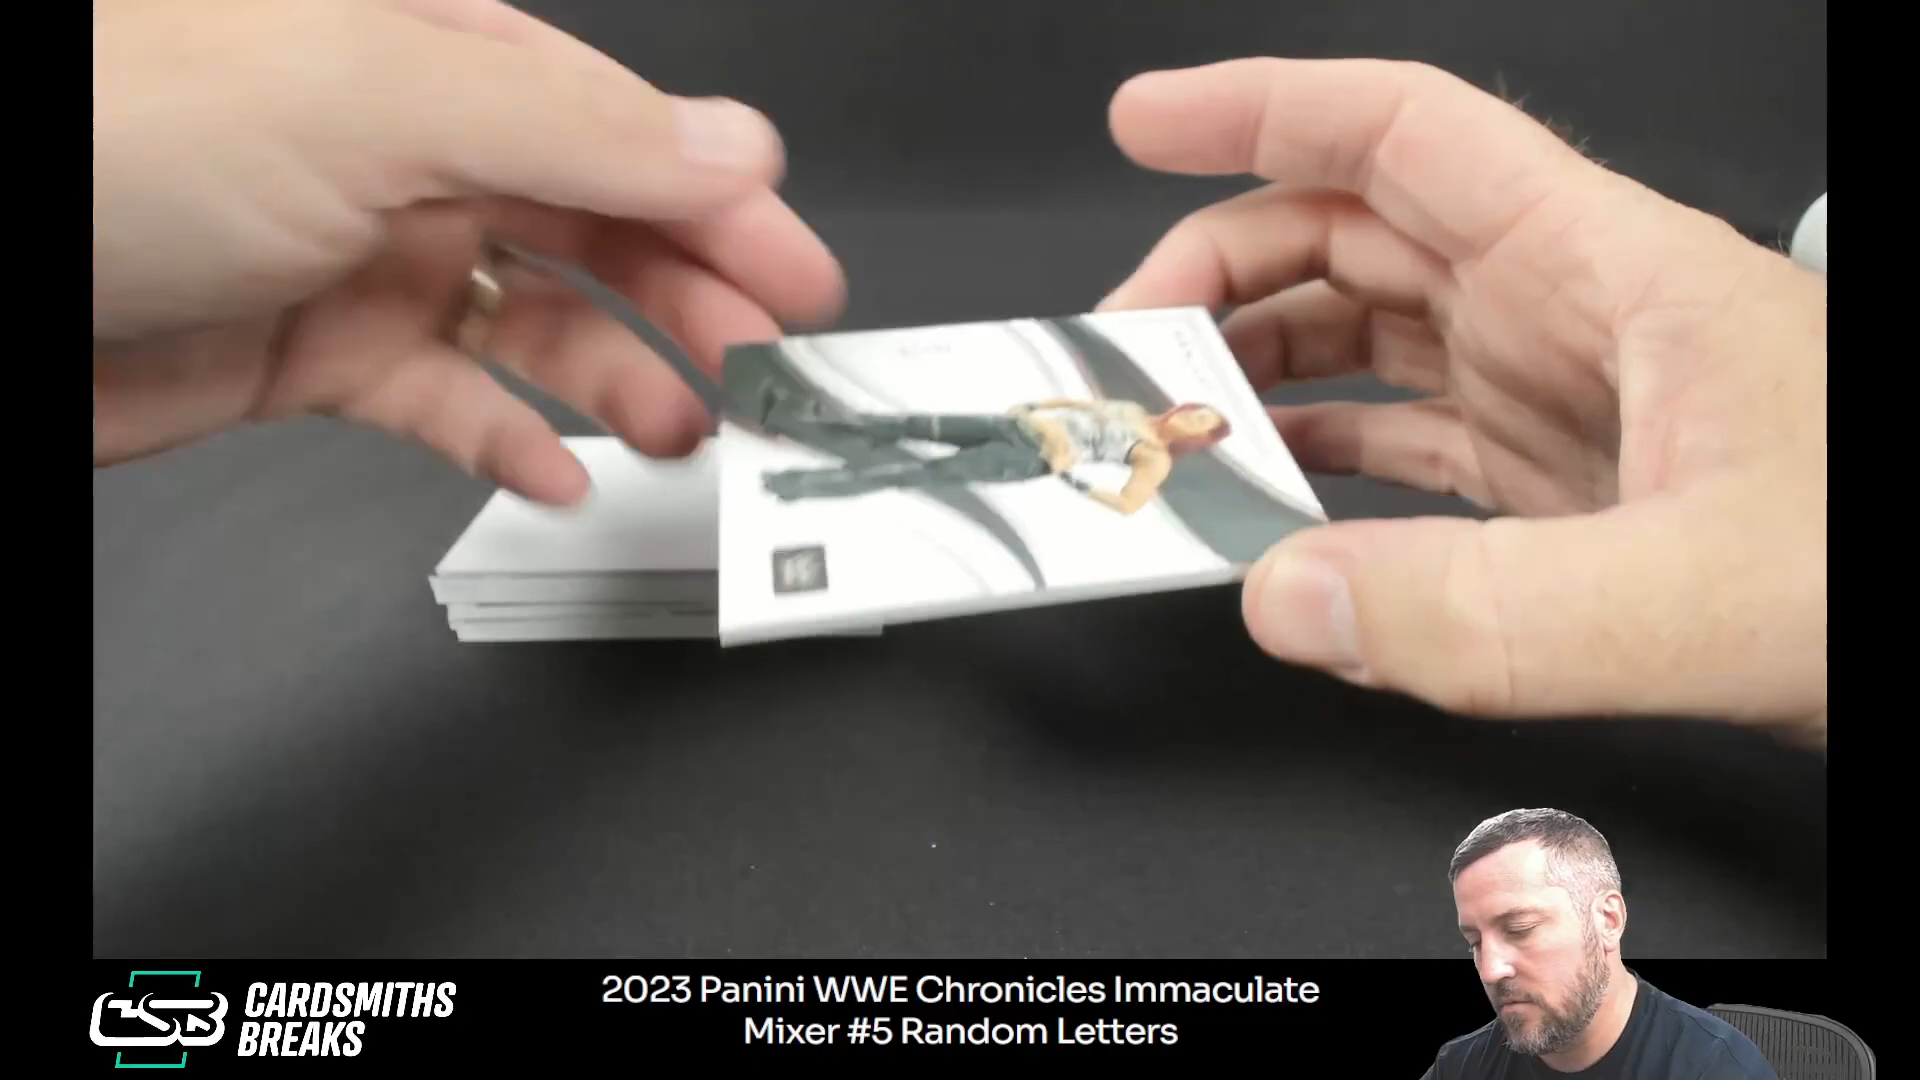 CARDSMITHS
BREAKS
2023 Panini WWE Chronicles Immaculate
Mixer #5 Random Letters